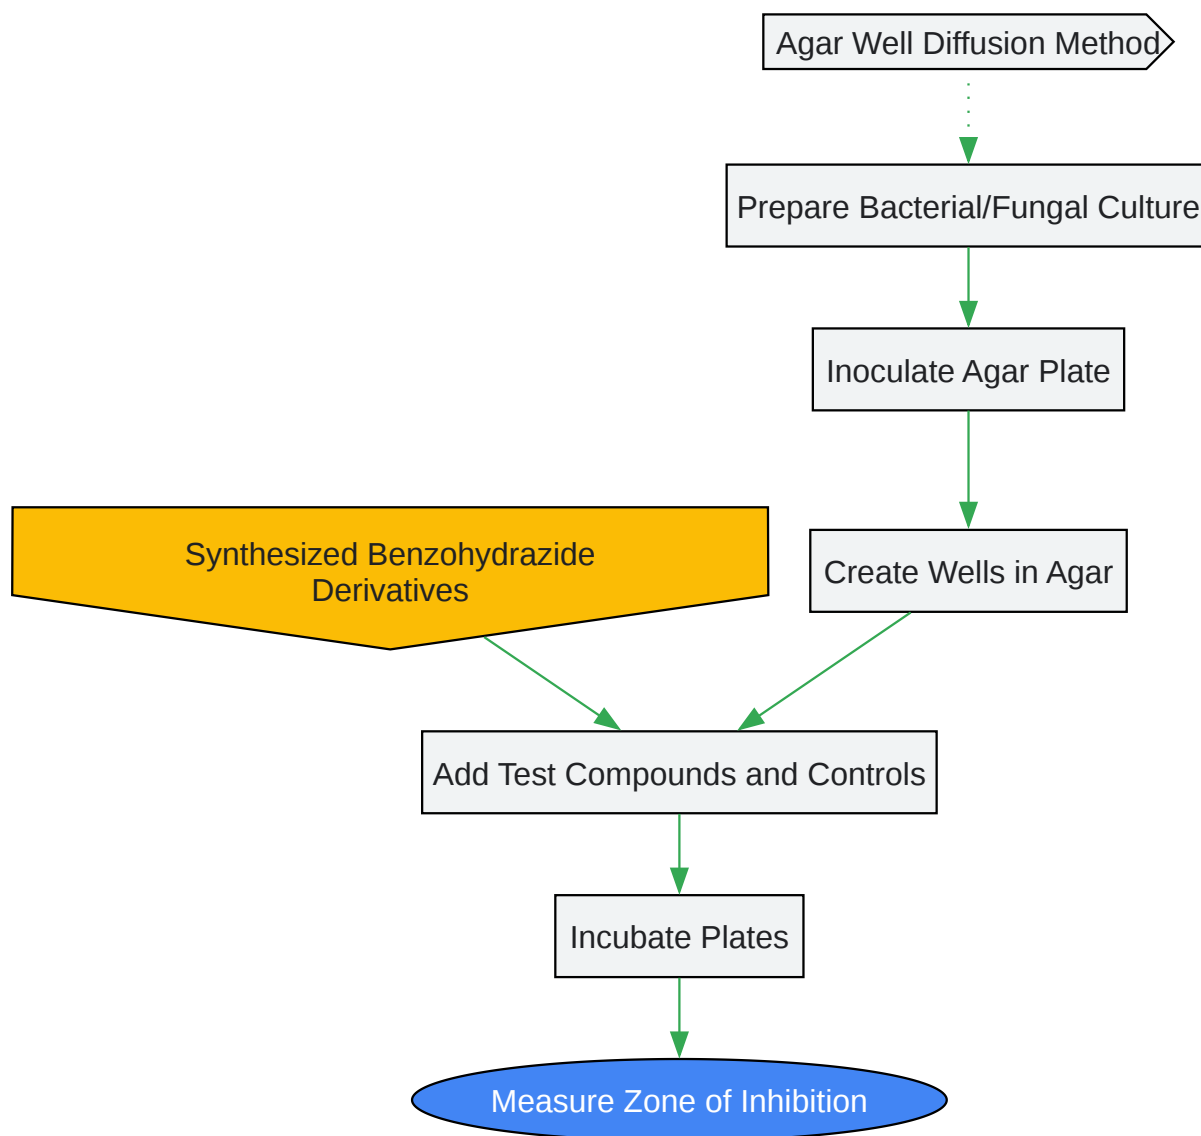 Agar Well Diffusion Method
Prepare Bacterial/Fungal Culture
Inoculate Agar Plate
Synthesized Benzohydrazide
Derivatives
Create Wells in Agar
Add Test Compounds and Controls
Incubate Plates
Measure Zone of Inhibition